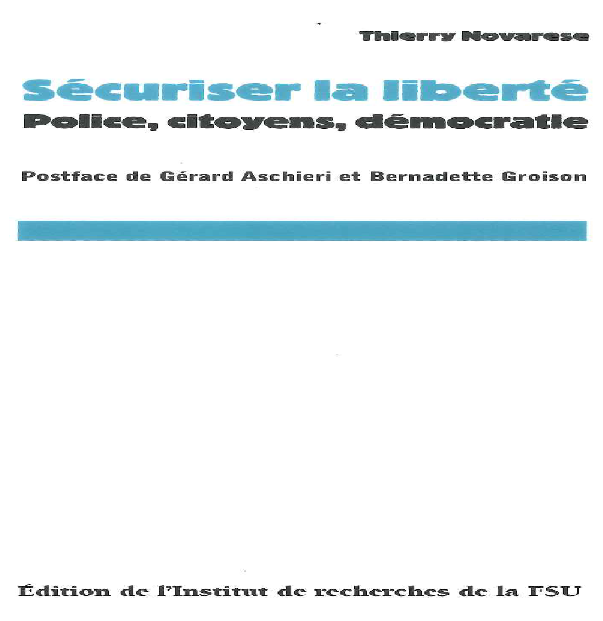 Thierry Novarese
Sécuriser la liberté
Police, citoyens, démocratie
Postface de Gérard Aschieri et Bernadette Groison
Édition de l'Institut de recherches de la FSU